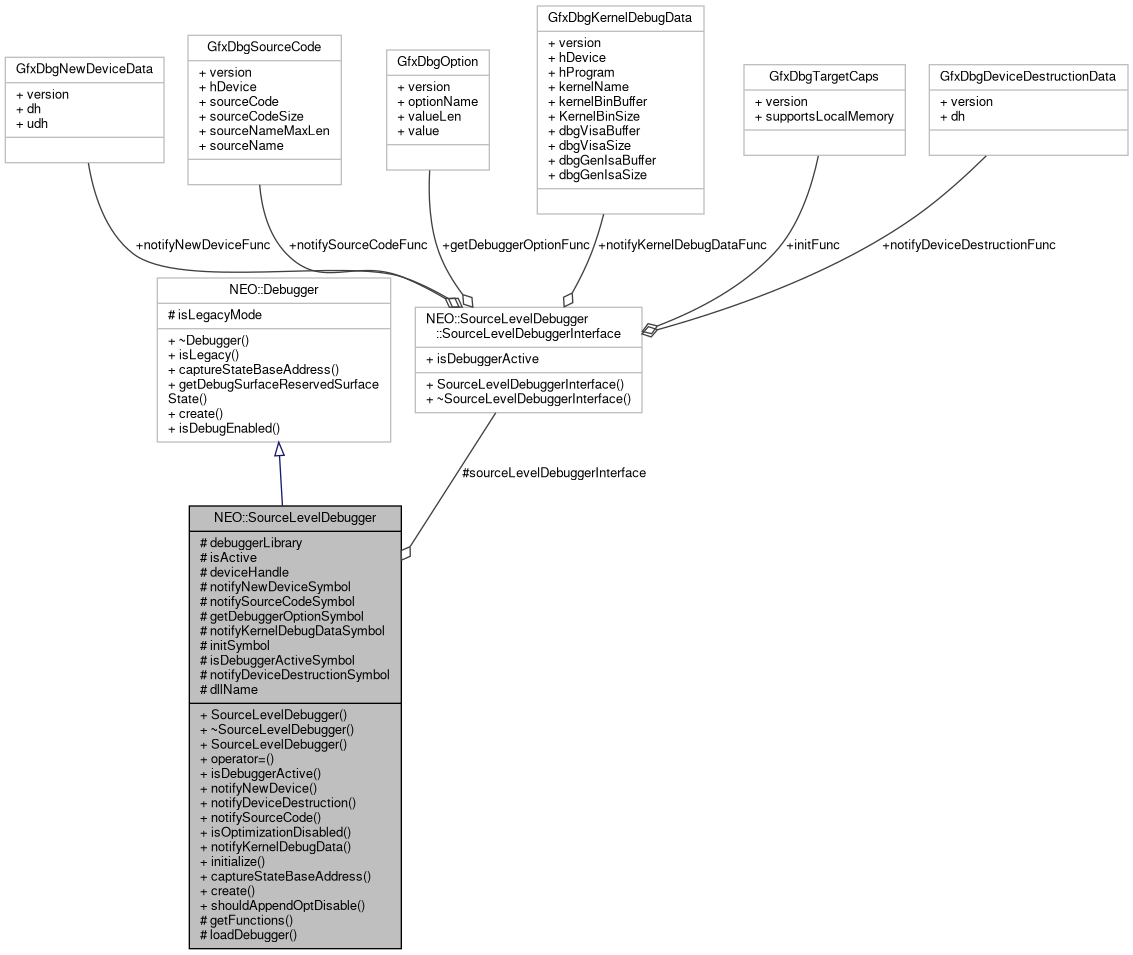 GfxDbgNewDeviceData
+ version
+ dh
+ udh
GfxDbgSourceCode
+ version
+ hDevice
+ sourceCode
+ sourceCodeSize
+ sourceNameMaxLen
+ sourceName
GfxDbgOption
+ version
+ optionName
+ valueLen
+ value
GfxDbgKernelDebugData
+ version
+ hDevice
+ hProgram
+ kernelName
+ kernelBinBuffer
+ KernelBinSize
+ dbgVisaBuffer
+ dbgVisaSize
+ dbgGenIsaBuffer
+ dbgGenIsaSize
GfxDbgTargetCaps
+ version
+ supportsLocalMemory
GfxDbgDeviceDestructionData
+ version
+ dh
+notifyNewDeviceFunc
+notifySourceCodeFunc
+getDebuggerOptionFunc
+notifyKernelDebugDataFunc
+initFunc
+notifyDeviceDestructionFunc
NEO::Debugger
# isLegacyMode
+ ~Debugger()
+ isLegacy()
+ captureStateBaseAddress()
+ getDebugSurfaceReservedSurface
State()
+ create()
+ isDebugEnabled()
NEO::SourceLevelDebugger
::SourceLevelDebuggerInterface
+ isDebuggerActive
+ SourceLevelDebuggerInterface()
+ ~SourceLevelDebuggerInterface()
#sourceLevelDebuggerInterface
NEO::SourceLevelDebugger
# debuggerLibrary
# isActive
# deviceHandle
# notifyNewDeviceSymbol
# notifySourceCodeSymbol
# getDebuggerOptionSymbol
# notifyKernelDebugDataSymbol
# initSymbol
# isDebuggerActiveSymbol
# notifyDeviceDestructionSymbol
# dllName
+ SourceLevelDebugger()
+ ~SourceLevelDebugger()
+ SourceLevelDebugger()
+ operator=()
+ isDebuggerActive()
+ notifyNewDevice()
+ notifyDeviceDestruction()
+ notifySourceCode()
+ isOptimizationDisabled()
+ notifyKernelDebugData()
+ initialize()
+ captureStateBaseAddress()
+ create()
+ shouldAppendOptDisable()
# getFunctions()
# loadDebugger()